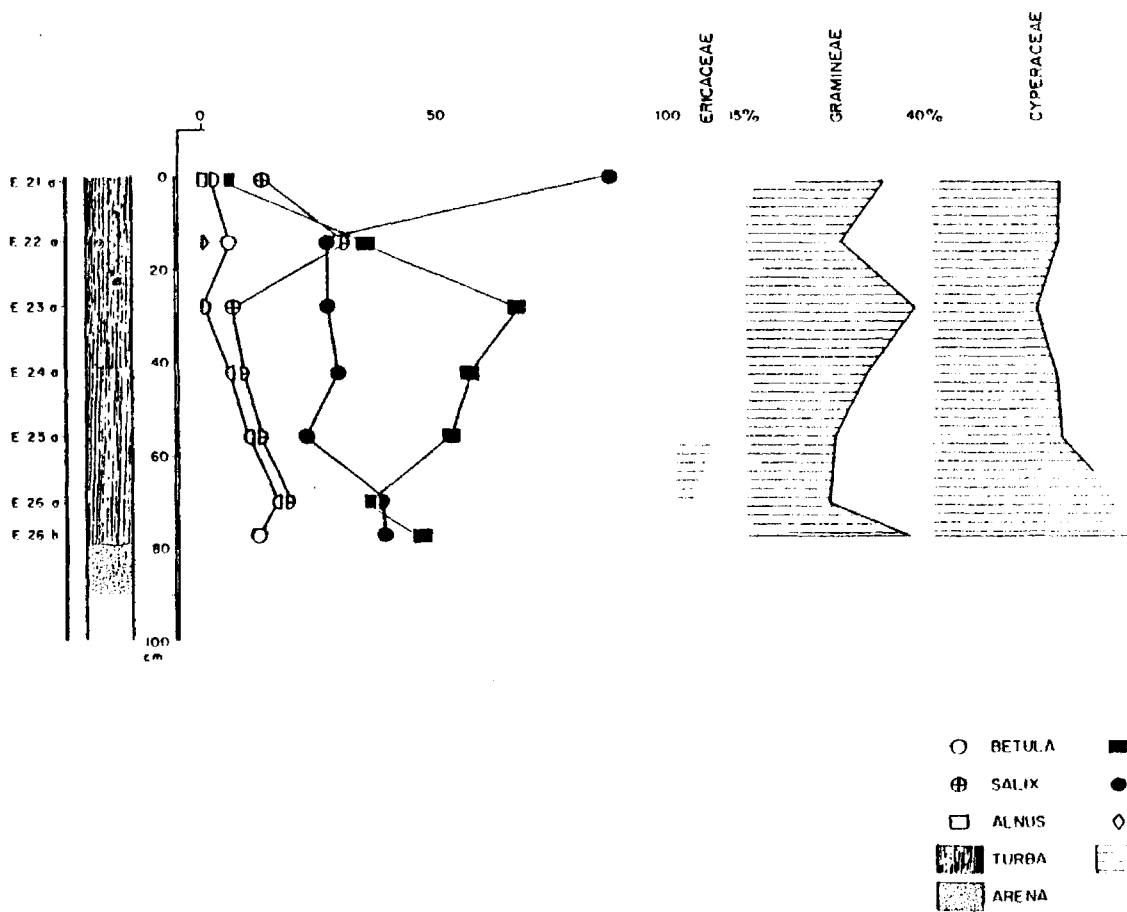 ERICACEAE
GRAMINEAE
CYPERACEAE
0 50 100 15% 40%
E 21 a 0
E 22 a
20
E 23 a
40
E 24 a
E 25 a
60
E 26 a
E 26 b
80
100
cm
BETULA
SALIX
ALNUS
TURBA
ARENA